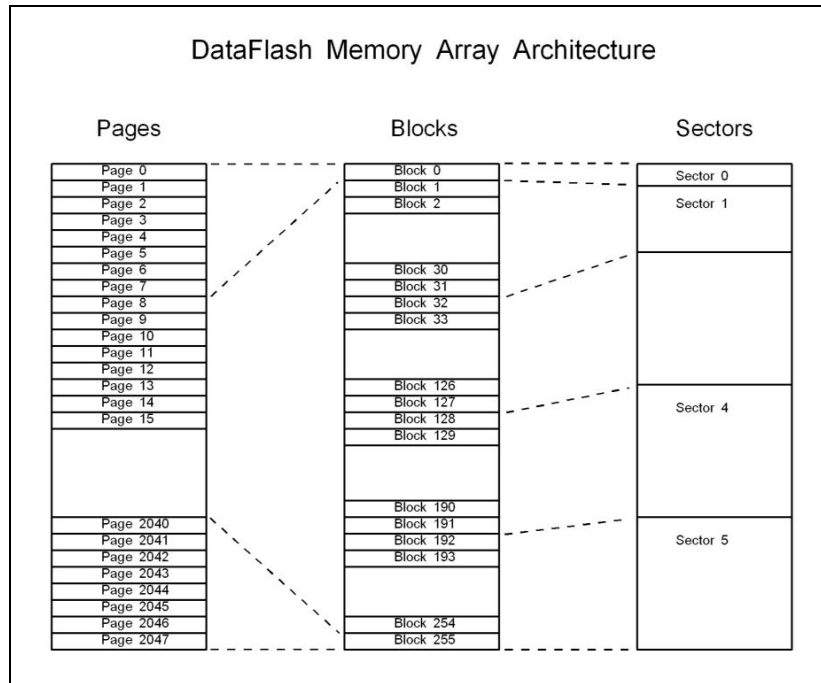 DataFlash Memory Array Architecture
Pages
Page 0
Page 1
Page 2
Page 3
Page 4
Page 5
Page 6
Page 7
Page 8
Page 9
Page 10
Page 11
Page 12
Page 13
Page 14
Page 15
Page 2040
Page 2041
Page 2042
Page 2043
Page 2044
Page 2045
Page 2046
Page 2047
Blocks
Block 0
Block 1
Block 2
Block 30
Block 31
Block 32
Block 33
Block 126
Block 127
Block 128
Block 129
Block 190
Block 191
Block 192
Block 193
Block 254
Block 255
Sectors
Sector 0
Sector 1
Sector 4
Sector 5